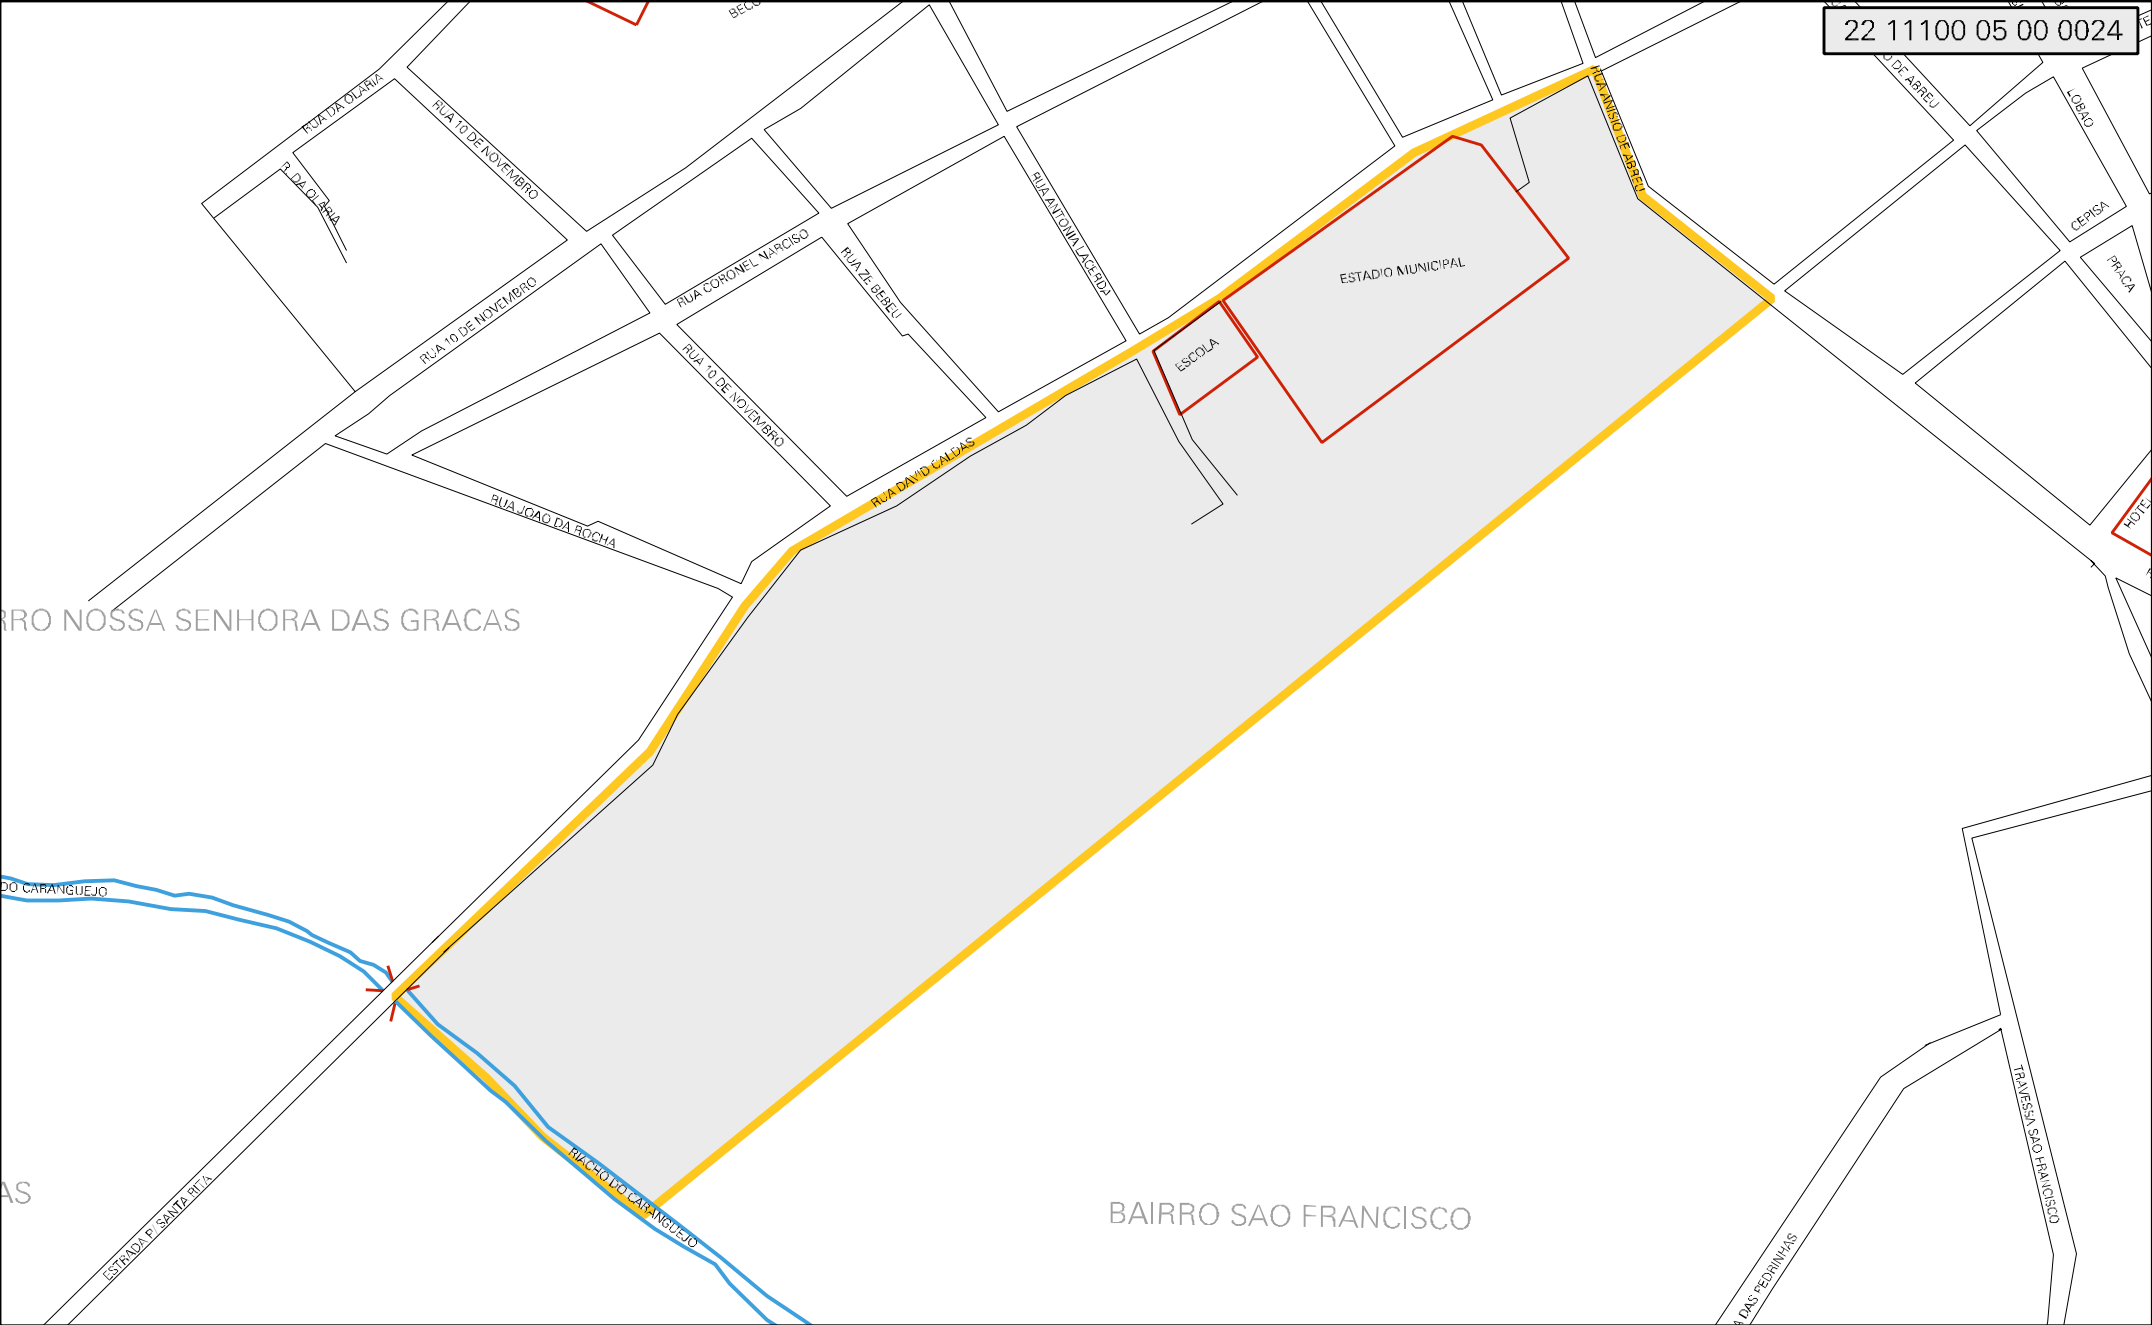 22 11100 05 00 0024
RUA DA OLARIA
R. DA OLARIA
RUA 10 DE NOVEMBRO
RUA 10 DE NOVEMBRO
RUA CORONEL NARCISO
RUA ZE BEBEU
RUA ANTONIA LACERDA
RUA ANISIO DE ABREU
O DE ABREU
LOBAO
CEPISA
PRACA
ESTADIO MUNICIPAL
ESCOLA
RUA 10 DE NOVEMBRO
RUA DAVID CALDAS
RUA JOAO DA ROCHA
HOTEL
RRO NOSSA SENHORA DAS GRACAS
DO CARANGUEJO
RIACHO DO CARANGUEJO
ESTRADA P/ SANTA RITA
AS
BAIRRO SAO FRANCISCO
TRAVESSA SAO FRANCISCO
A DAS PEDRINHAS